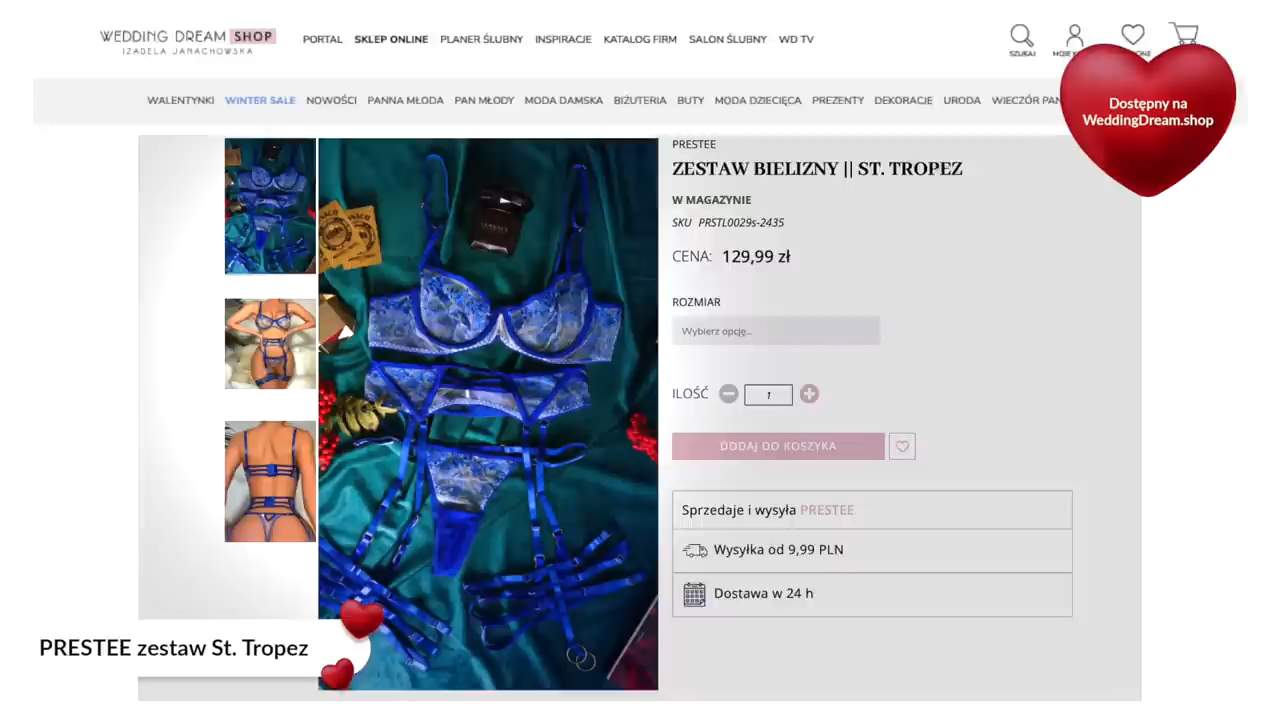 WEDDING DREAM SHOP
IZABELA JANACHOWSKA
PORTAL SKLEP ONLINE PLANER ŚLUBNY INSPIRACJE KATALOG FIRM SALON ŚLUBNY WD TV
SZUKAJ
WALENTYNKI WINTER SALE NOWOŚCI PANNA MŁODA PAN MŁODY MODA DAMSKA BIŻUTERIA BUTY MODA DZIECIĘCA PREZENTY DEKORACJE URODA WIECZÓR
Dostępny na
WeddingDream.shop
PRESTEE
ZESTAW BIELIZNY || ST. TROPEZ
W MAGAZYNIE
SKU PRSTL0029s-2435
CENA: 129,99 zł
ROZMIAR
Wybierz opcję...
ILOŚĆ 1
DODAJ DO KOSZYKA
Sprzedaje i wysyła PRESTEE
Wysyłka od 9,99 PLN
Dostawa w 24 h
PRESTEE zestaw St. Tropez